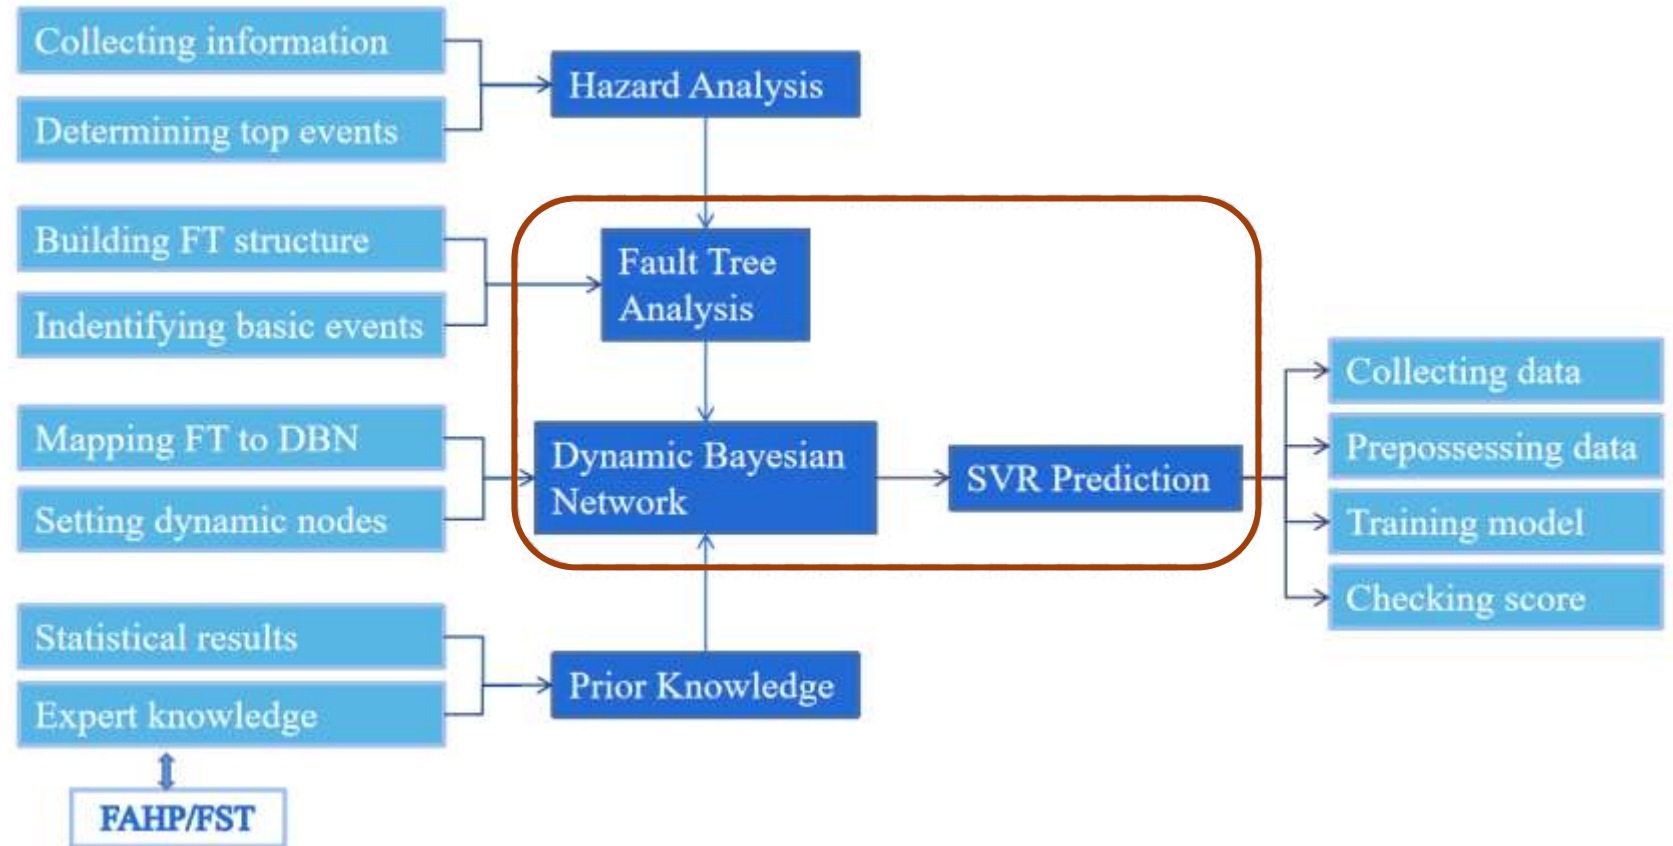 Collecting information
Determining top events
Hazard Analysis
Building FT structure
Indentifying basic events
Fault Tree
Analysis
Mapping FT to DBN
Setting dynamic nodes
Dynamic Bayesian
Network
SVR Prediction
Collecting data
Prepossessing data
Training model
Checking score
Statistical results
Expert knowledge
Prior Knowledge
FAHP/FST